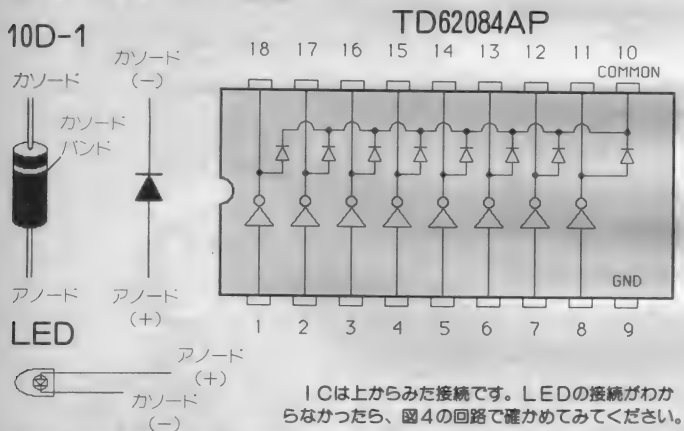 10D-1
カソード
カソード
バンド
アノード
カソード
(－)
アノード
(＋)
LED
アノード
(＋)
カソード
(－)
TD62084AP
18 17 16 15 14 13 12 11 10
COMMON
GND
1 2 3 4 5 6 7 8 9
ＩＣは上からみた接続です。ＬＥＤの接続がわか
らなかったら、図４の回路で確かめてみてください。